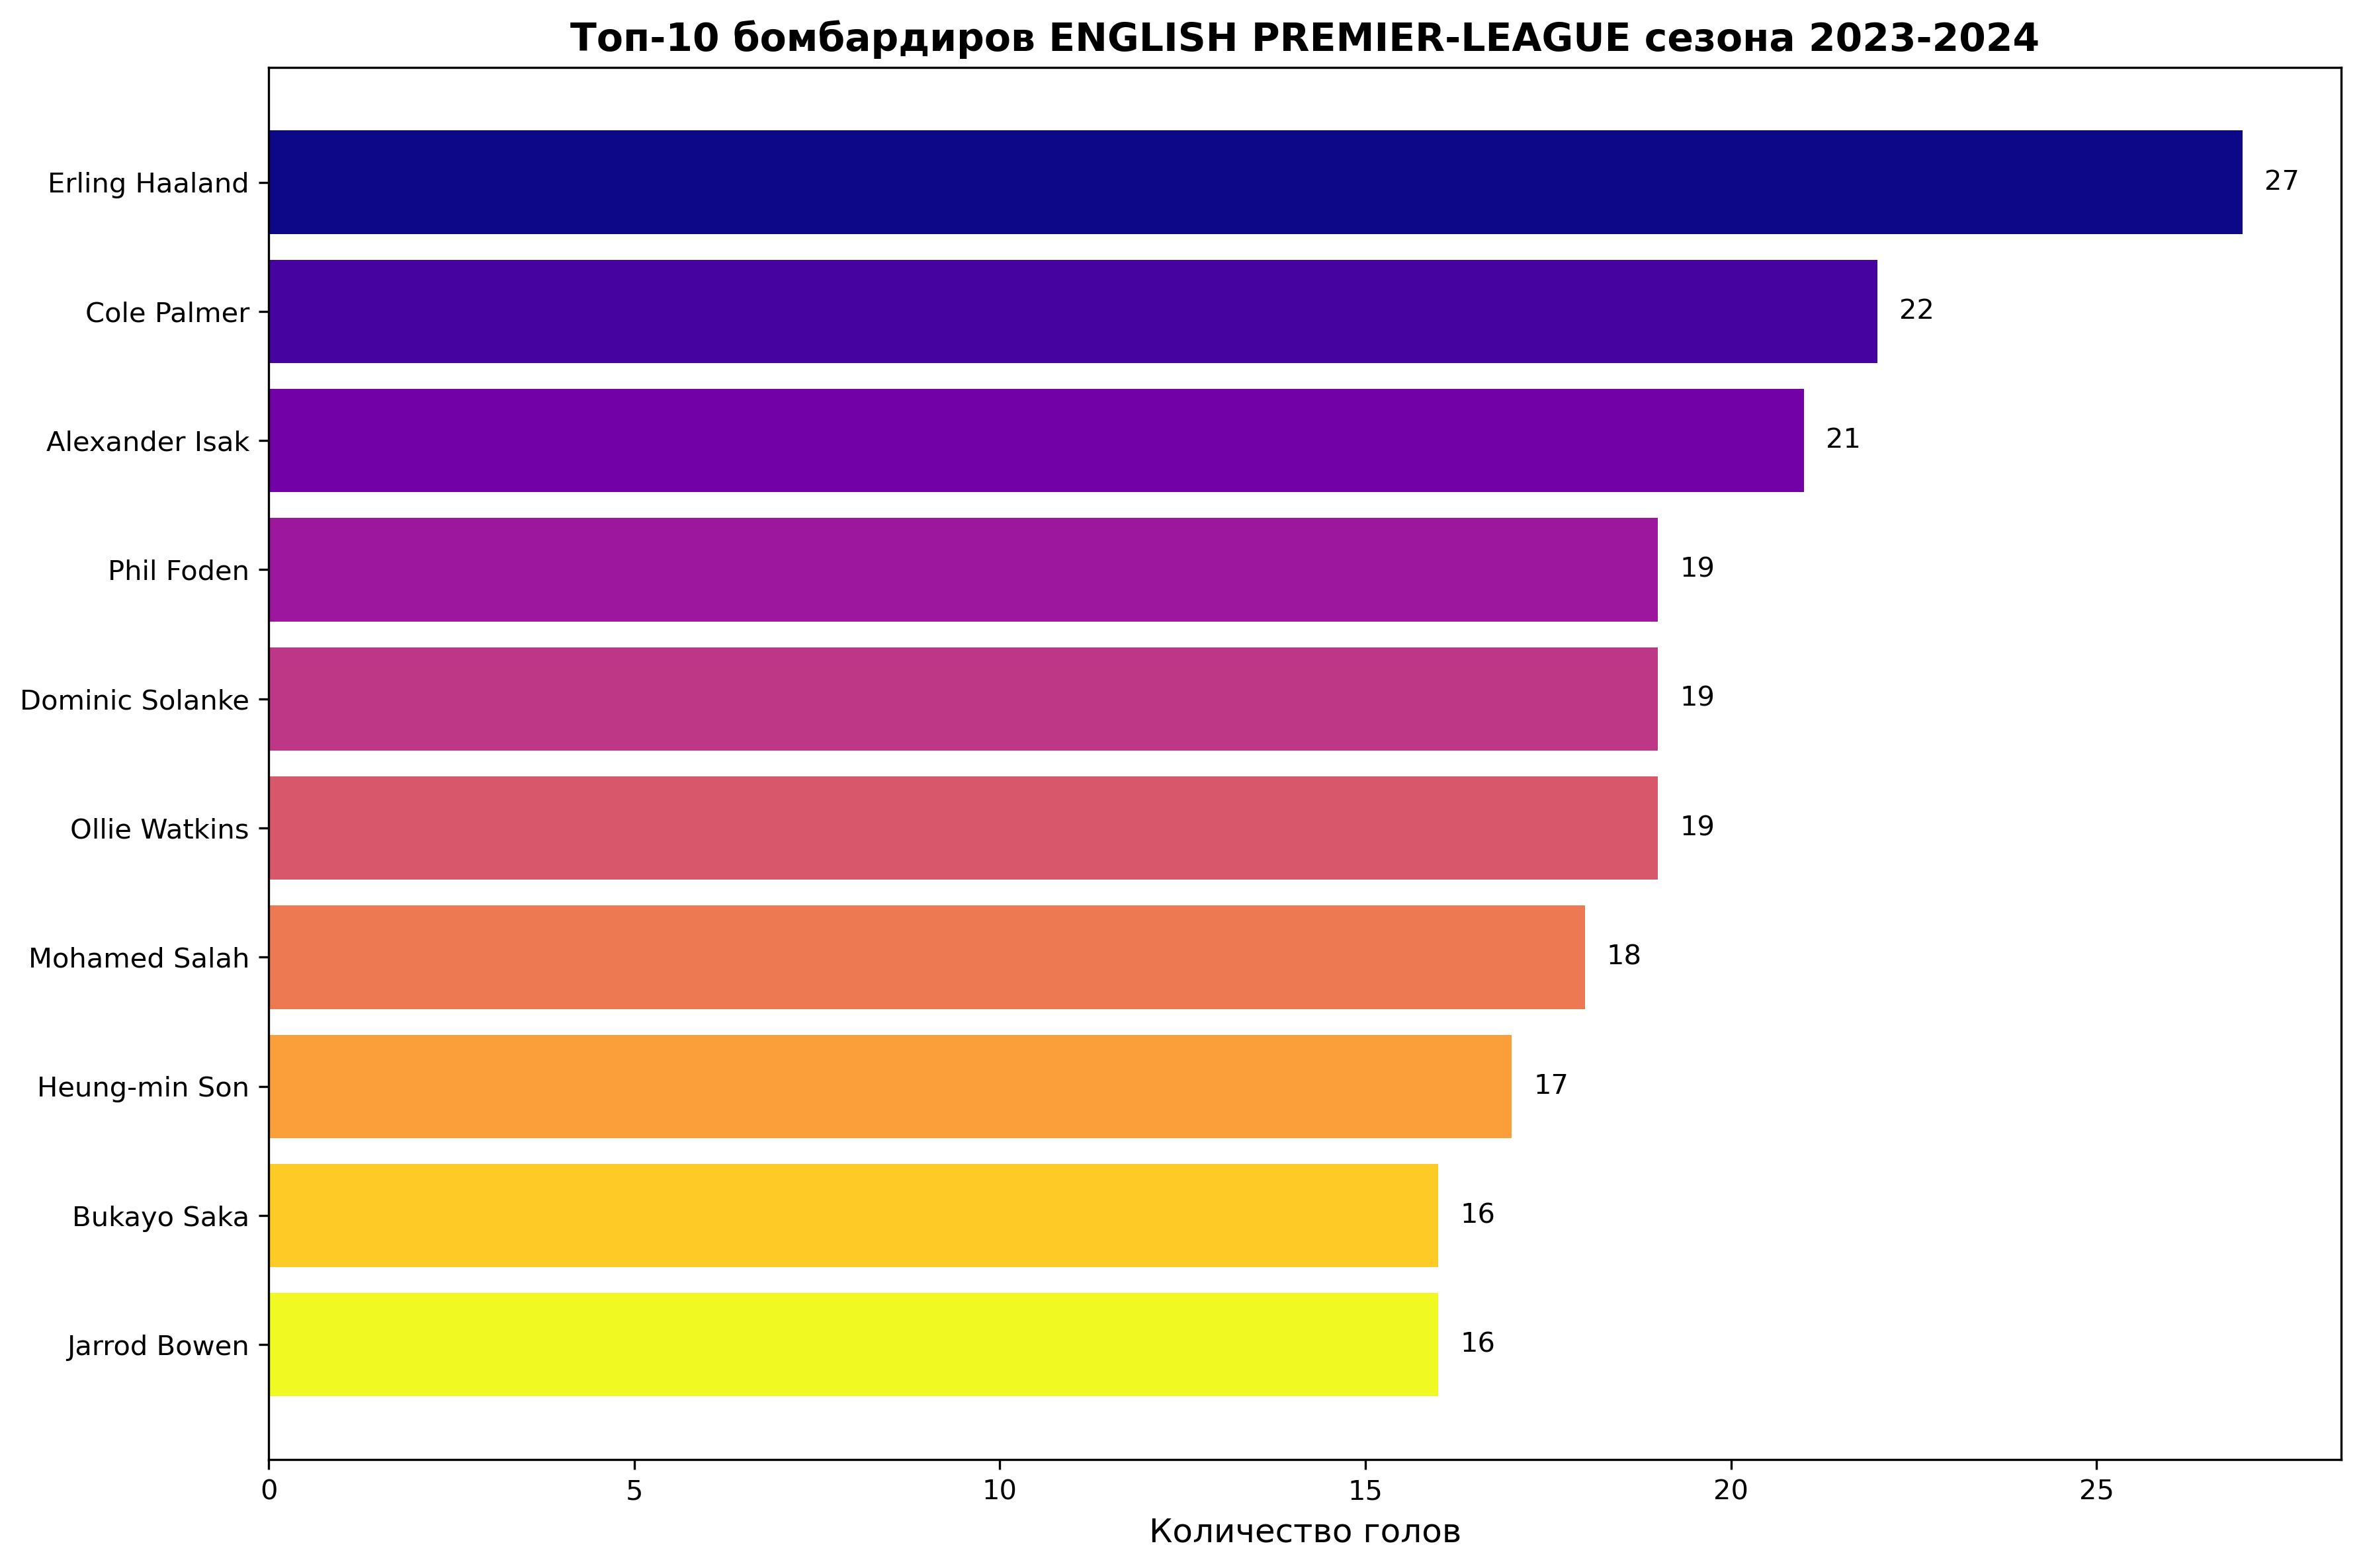 Топ-10 бомбардиров ENGLISH PREMIER-LEAGUE сезона 2023-2024
Erling Haaland 27
Cole Palmer 22
Alexander Isak 21
Phil Foden 19
Dominic Solanke 19
Ollie Watkins 19
Mohamed Salah 18
Heung-min Son 17
Bukayo Saka 16
Jarrod Bowen 16
0 5 10 15 20 25
Количество голов